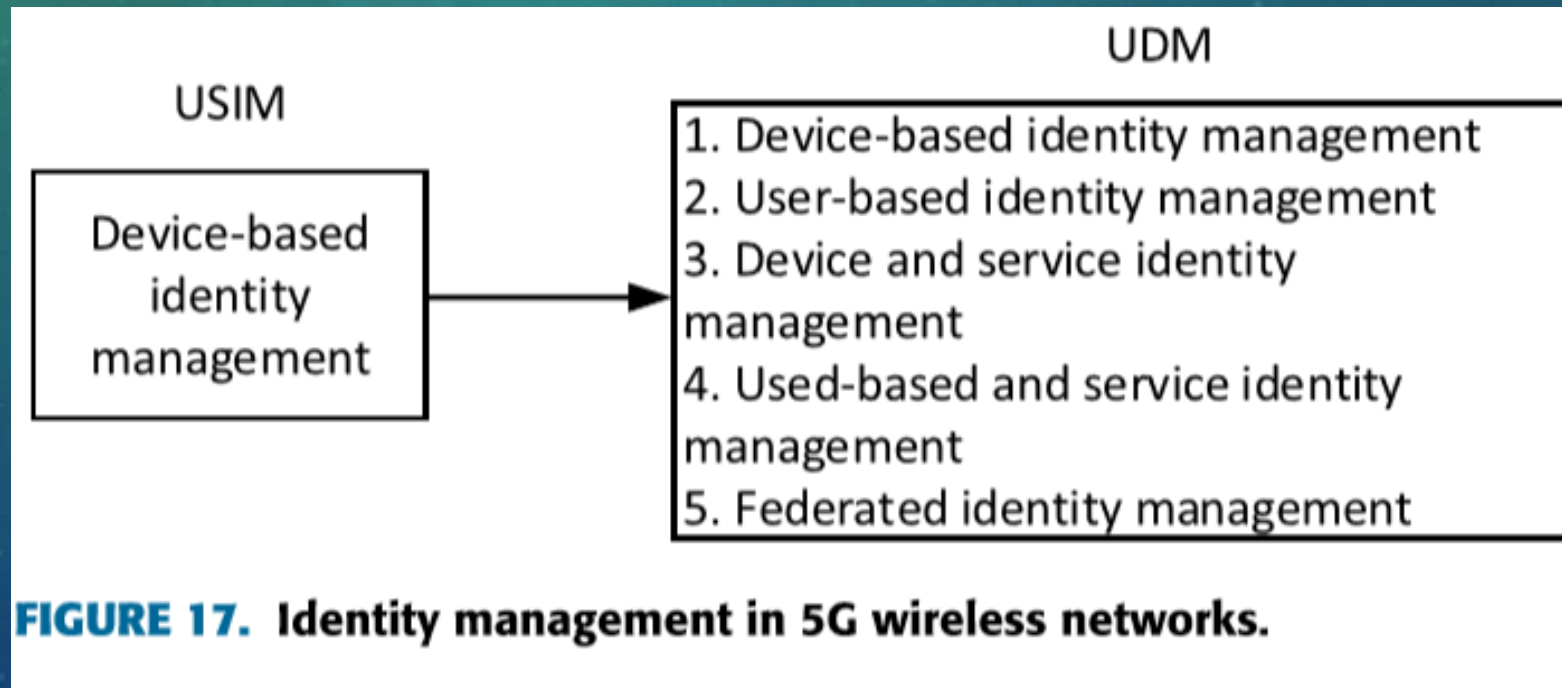 USIM
Device-based
identity
management
UDM
1. Device-based identity management
2. User-based identity management
3. Device and service identity
management
4. Used-based and service identity
management
5. Federated identity management
FIGURE 17. Identity management in 5G wireless networks.